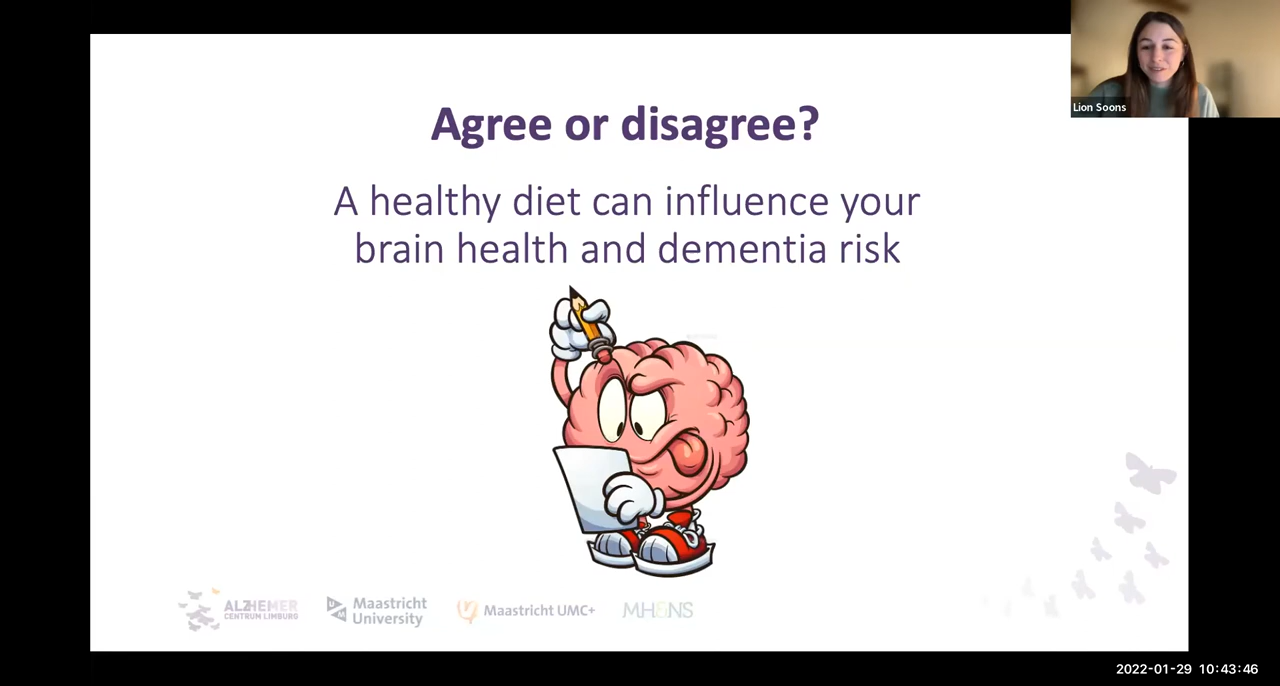 Lion Soons
Agree or disagree?
A healthy diet can influence your
brain health and dementia risk
ALZHEIMER
CENTRUM LIMBURG
UM
Maastricht
University
Maastricht UMC+
MHeNS
2022-01-29 10:43:46